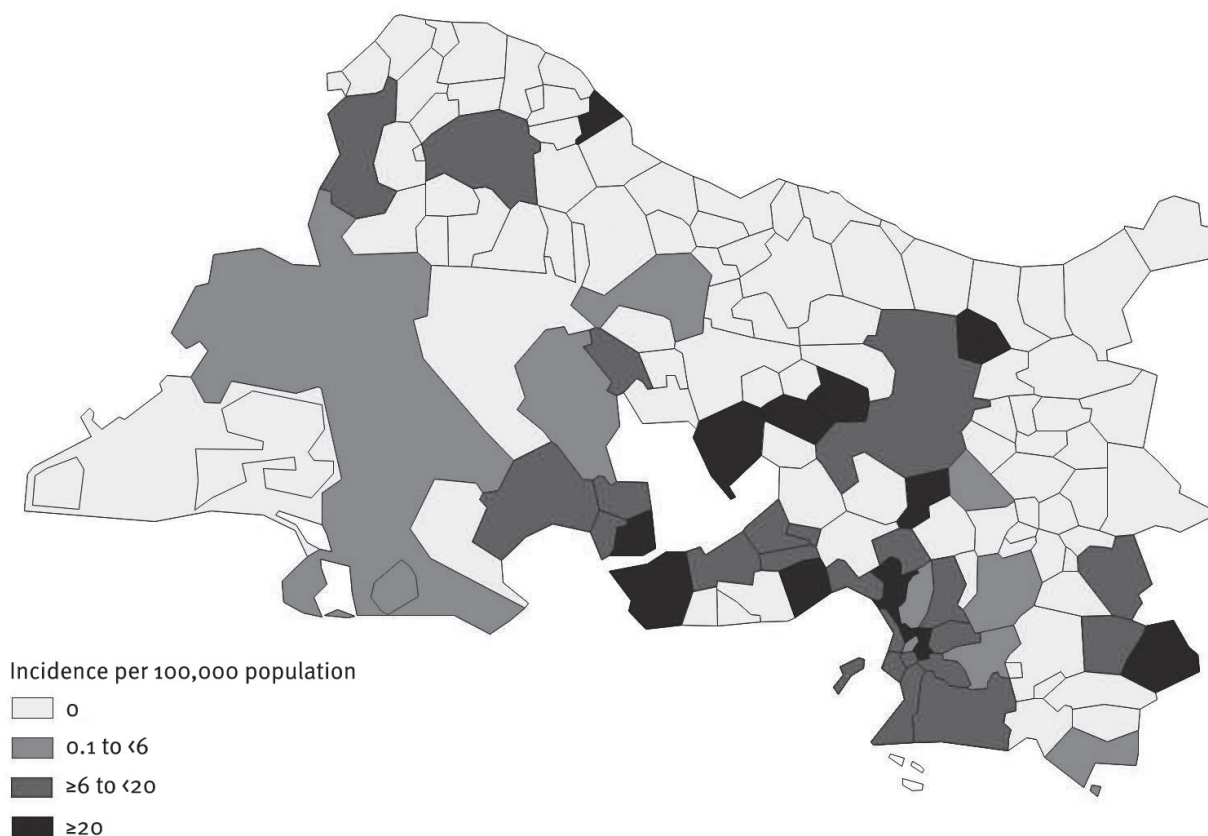 Incidence per 100,000 population
0
0.1 to <6
≥6 to <20
≥20